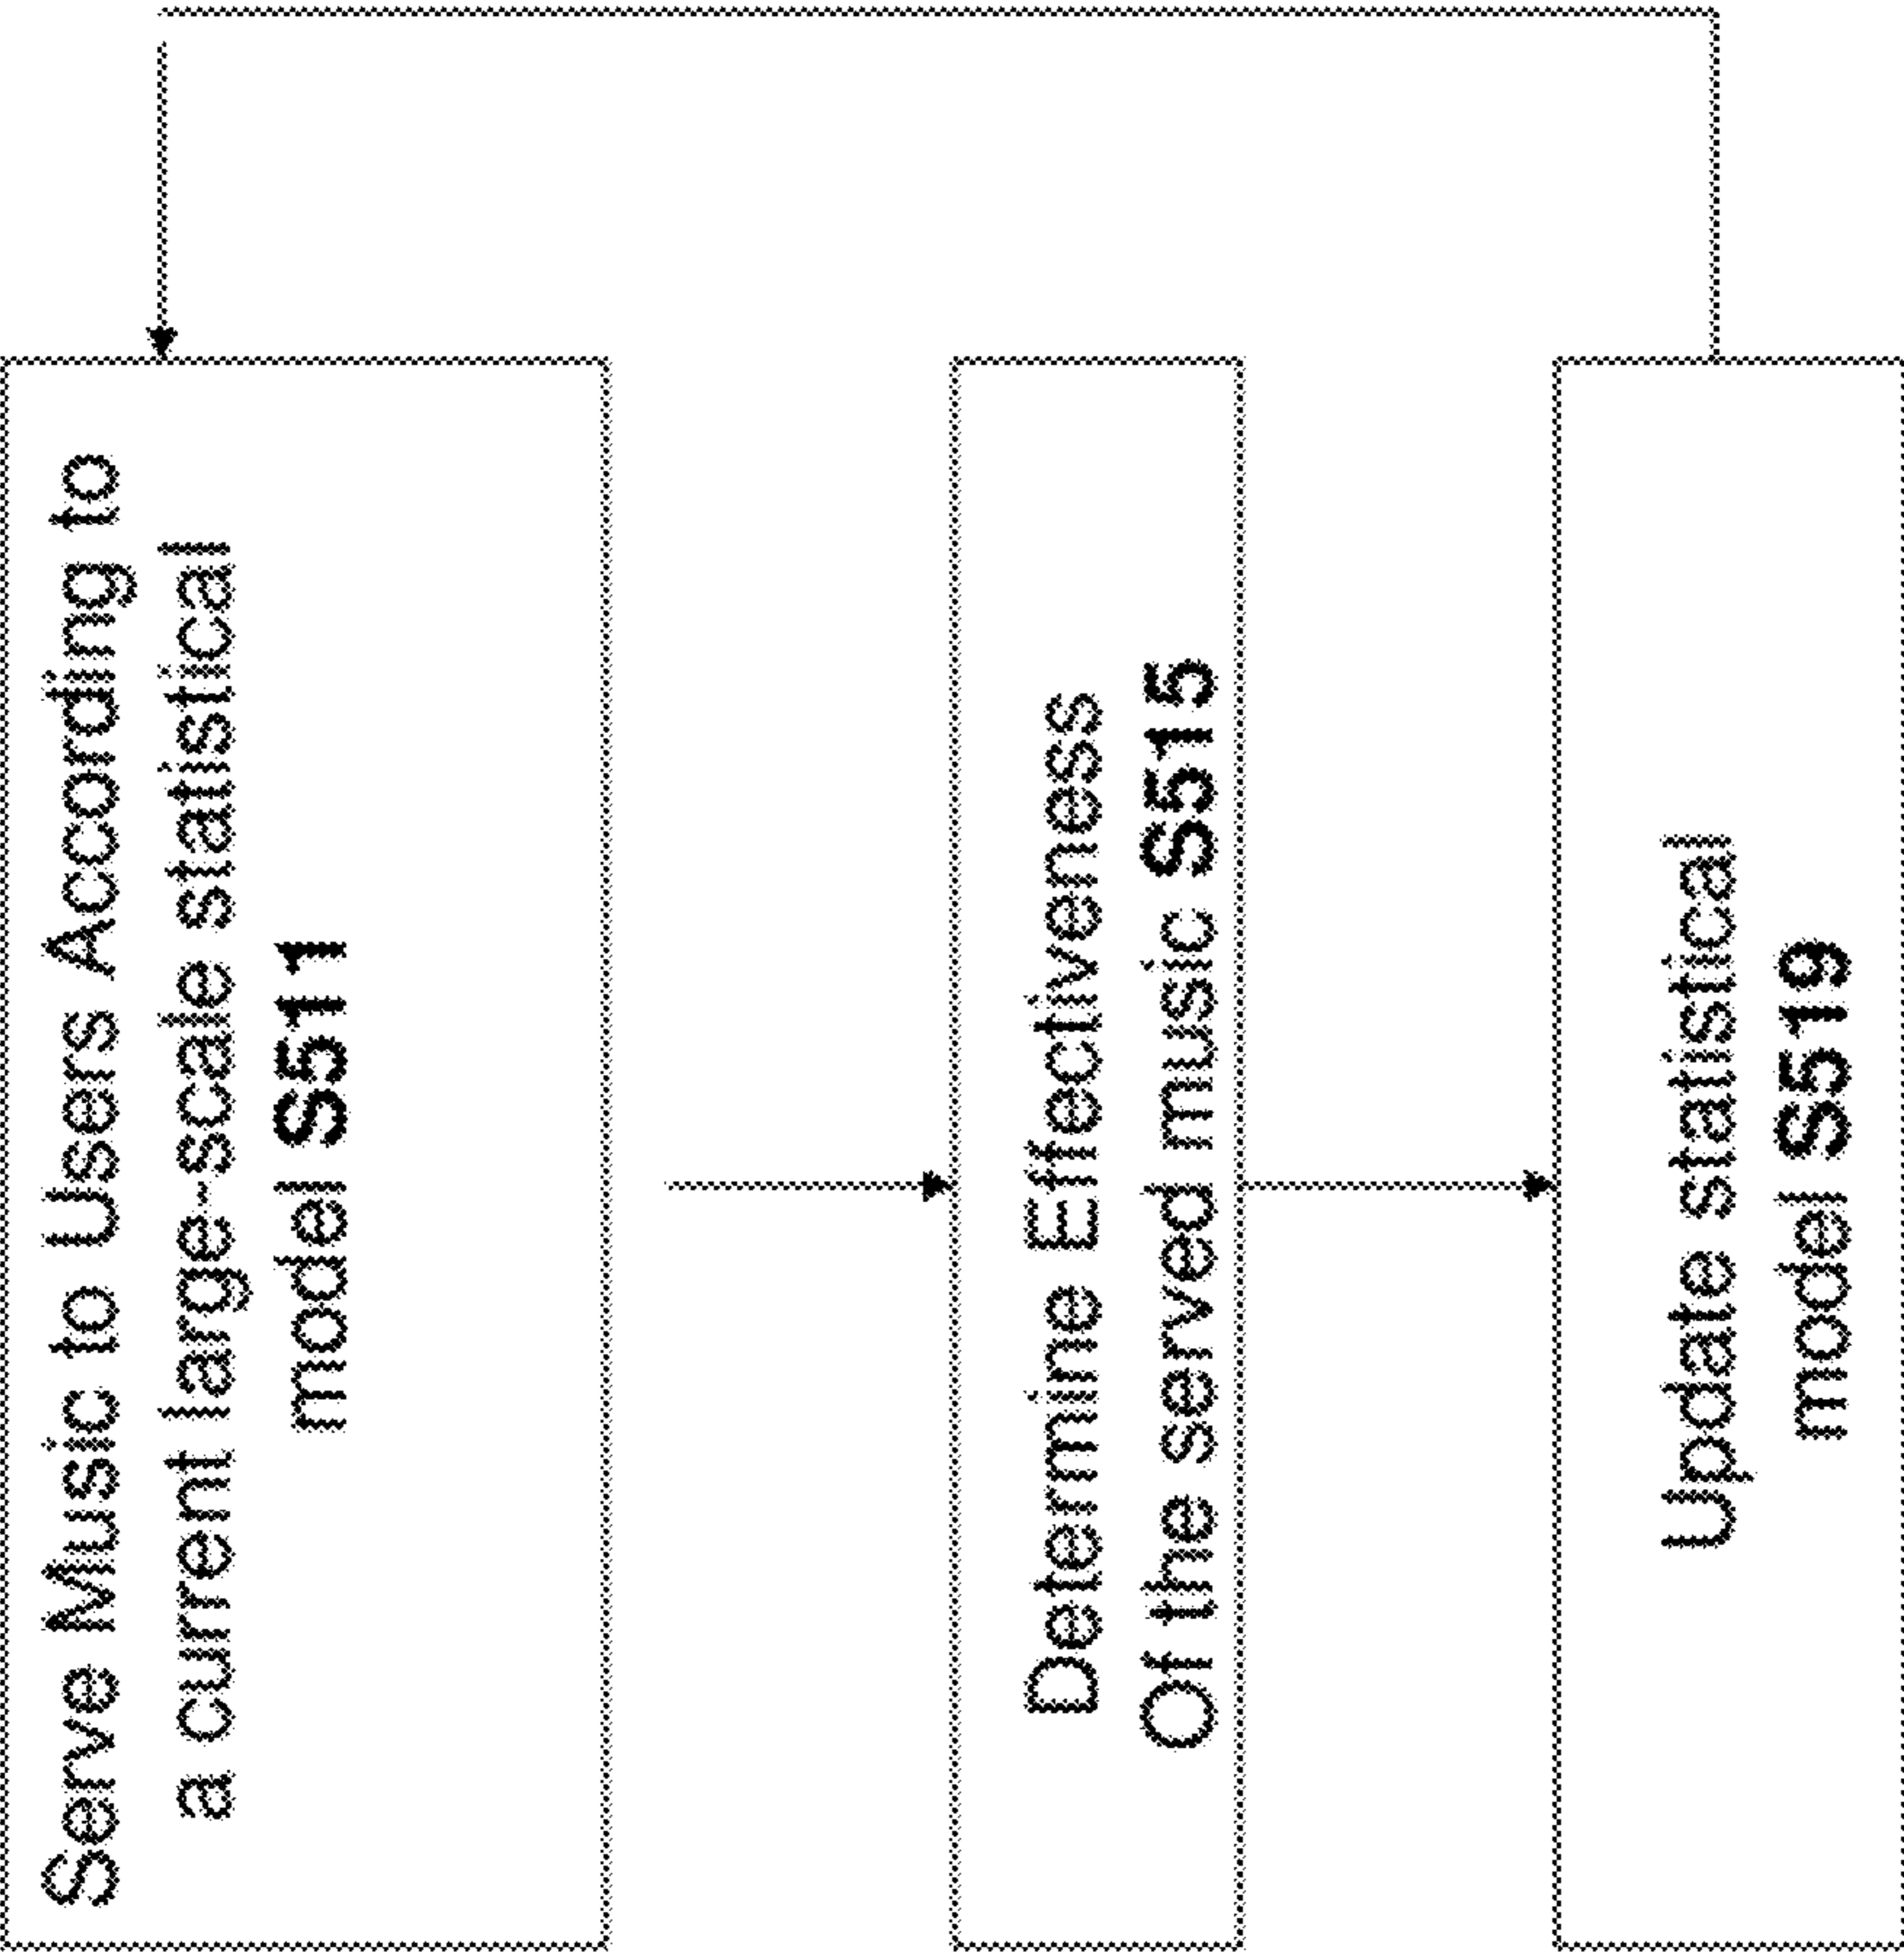 Serve Music to Users According to
a current large-scale statistical
model S511
Determine Effectiveness
Of the served music S515
Update statistical
model S519